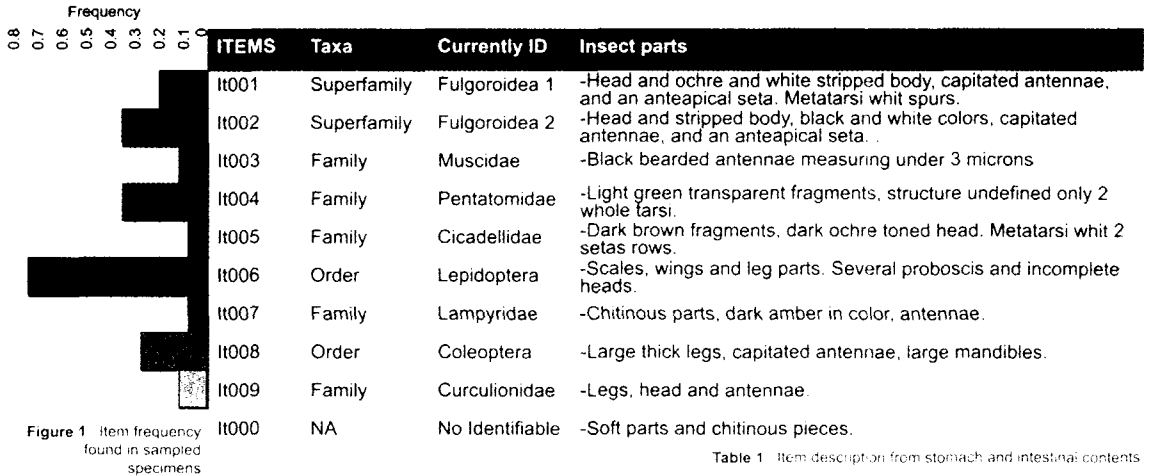 Frequency
0.8 0.7 0.6 0.5 0.4 0.3 0.2 0.1 0
ITEMS Taxa Currently ID Insect parts
It001 Superfamily Fulgoroidea 1 -Head and ochre and white stripped body, capitated antennae,
and an anteapical seta. Metatarsi whit spurs.
It002 Superfamily Fulgoroidea 2 -Head and stripped body, black and white colors, capitated
antennae, and an anteapical seta. .
It003 Family Muscidae -Black bearded antennae measuring under 3 microns
It004 Family Pentatomidae -Light green transparent fragments, structure undefined only 2
whole tarsi.
It005 Family Cicadellidae -Dark brown fragments, dark ochre toned head. Metatarsi whit 2
setas rows.
It006 Order Lepidoptera -Scales, wings and leg parts. Several proboscis and incomplete
heads.
It007 Family Lampyridae -Chitinous parts, dark amber in color, antennae.
It008 Order Coleoptera -Large thick legs, capitated antennae, large mandibles.
It009 Family Curculionidae -Legs, head and antennae.
It000 NA No Identifiable -Soft parts and chitinous pieces.
Figure 1 Item frequency
found in sampled
specimens
Table 1 Item description from stomach and intestinal contents